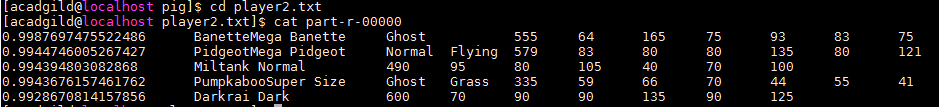 [acadgild@localhost pig]$ cd player2.txt
[acadgild@localhost player2.txt]$ cat part-r-00000
0.9987697475522486 BanetteMega Banette Ghost 555 64 165 75 93 83 75
0.9944746005267427 PidgeotMega Pidgeot Normal Flying 579 83 80 80 135 80 121
0.994394803082868 Miltank Normal 490 95 80 105 40 70 100
0.9943676157461762 PumpkabooSuper Size Ghost Grass 335 59 66 70 44 55 41
0.9928670814157856 Darkrai Dark 600 70 90 90 135 90 125